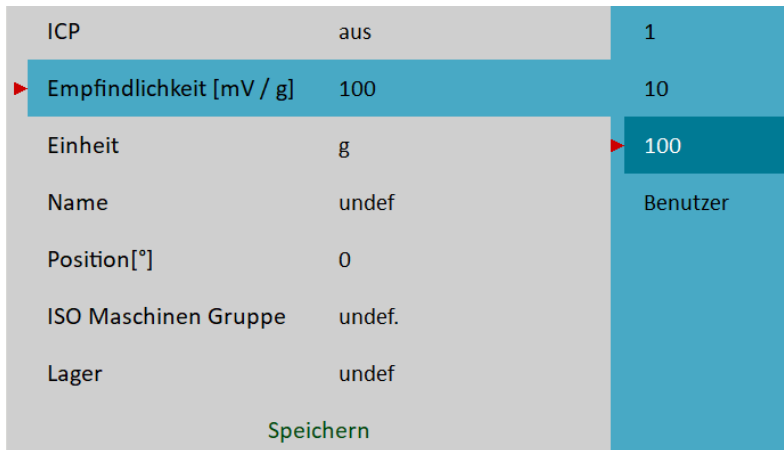 ICP aus
Empfindlichkeit [mV / g] 100
Einheit g
Name undef
Position[°] 0
ISO Maschinen Gruppe undef.
Lager undef
Speichern
1
10
100
Benutzer